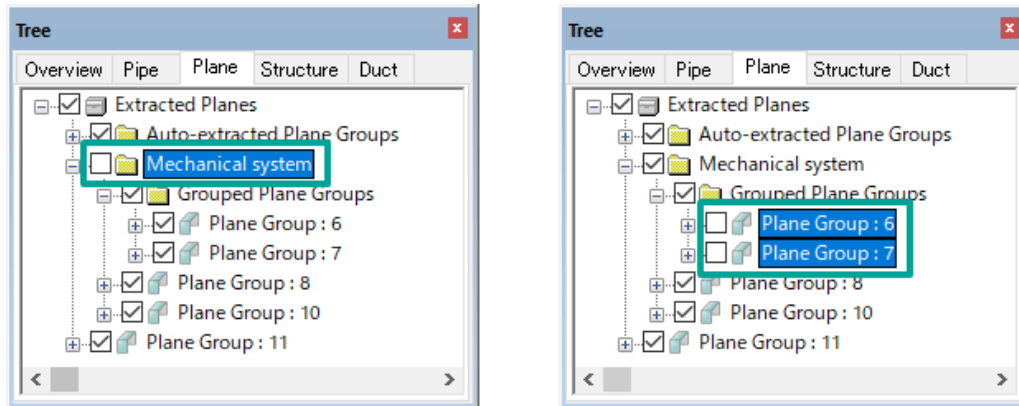 Tree
Overview Pipe Plane Structure Duct
Extracted Planes
Auto-extracted Plane Groups
Mechanical system
Grouped Plane Groups
Plane Group : 6
Plane Group : 7
Plane Group : 8
Plane Group : 10
Plane Group : 11
Tree
Overview Pipe Plane Structure Duct
Extracted Planes
Auto-extracted Plane Groups
Mechanical system
Grouped Plane Groups
Plane Group : 6
Plane Group : 7
Plane Group : 8
Plane Group : 10
Plane Group : 11